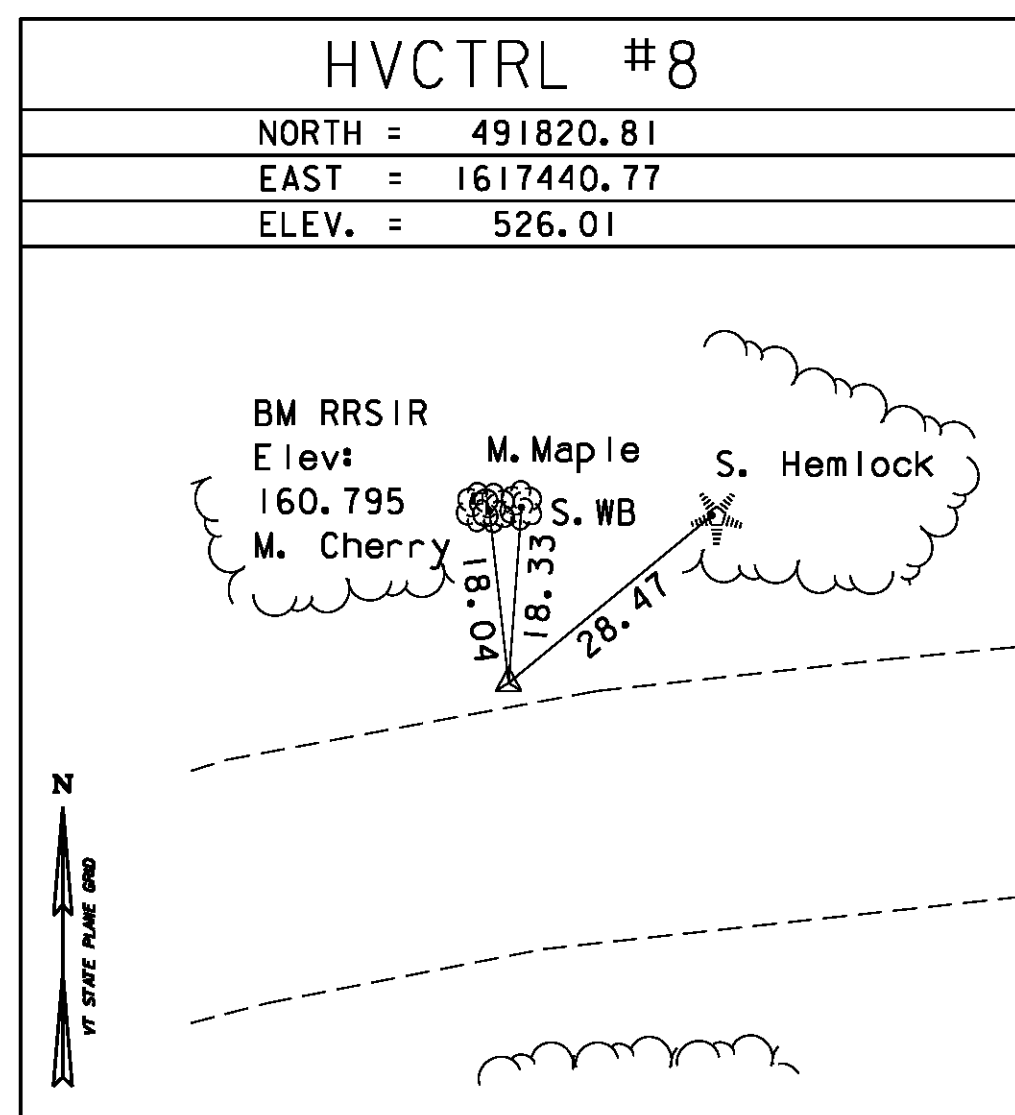 HVCTRL #8
NORTH = 491820.81
EAST = 1617440.77
ELEV. = 526.01
BM RRS1R
Elev:
160.795
M. Cherry
M. Maple
S. WB
S. Hemlock
18.04
18.33
28.47
N
VT STATE PLANE GRID